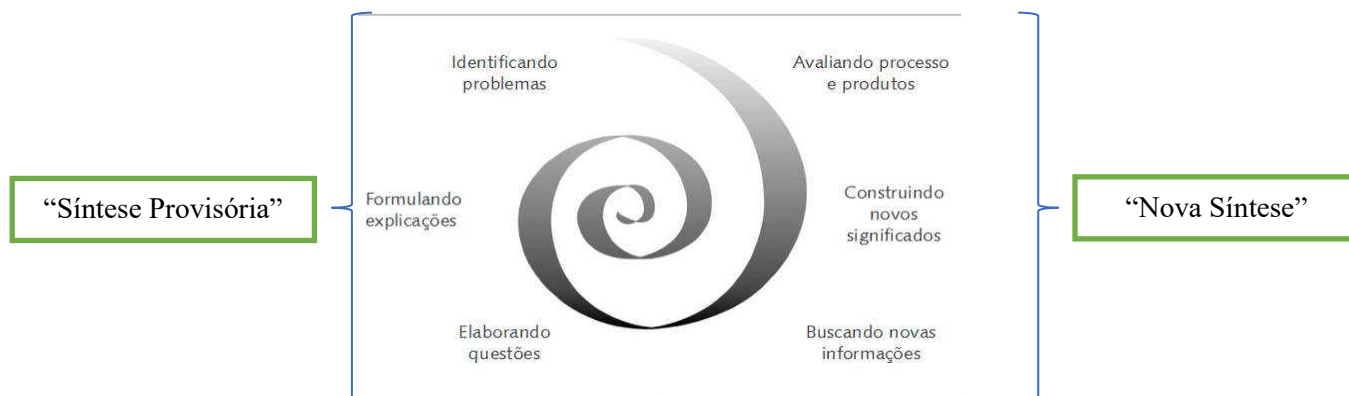 “Síntese Provisória”
Identificando
problemas
Formulando
explicações
Elaborando
questões
Buscando novas
informações
Construindo
novos
significados
Avaliando processo
e produtos
“Nova Síntese”